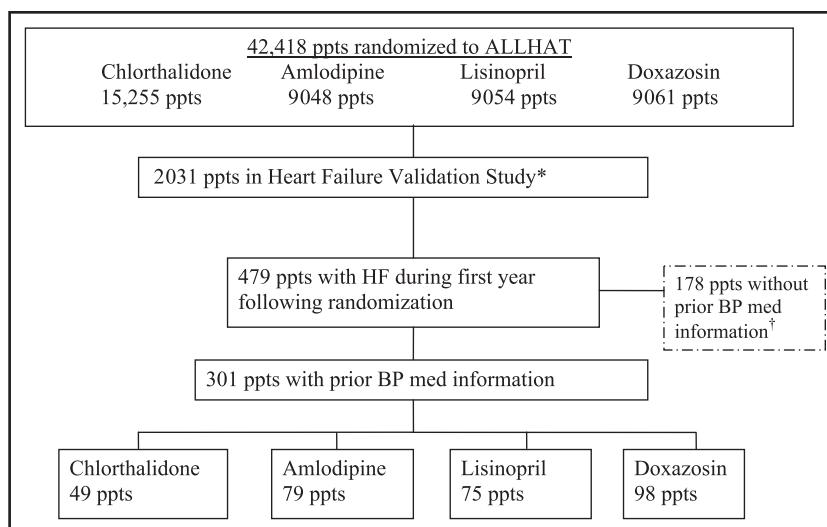 42,418 ppts randomized to ALLHAT
Chlorthalidone Amlodipine Lisinopril Doxazosin
15,255 ppts 9048 ppts 9054 ppts 9061 ppts
2031 ppts in Heart Failure Validation Study*
479 ppts with HF during first year
following randomization
178 ppts without
prior BP med
information†
301 ppts with prior BP med information
Chlorthalidone Amlodipine Lisinopril Doxazosin
49 ppts 79 ppts 75 ppts 98 ppts